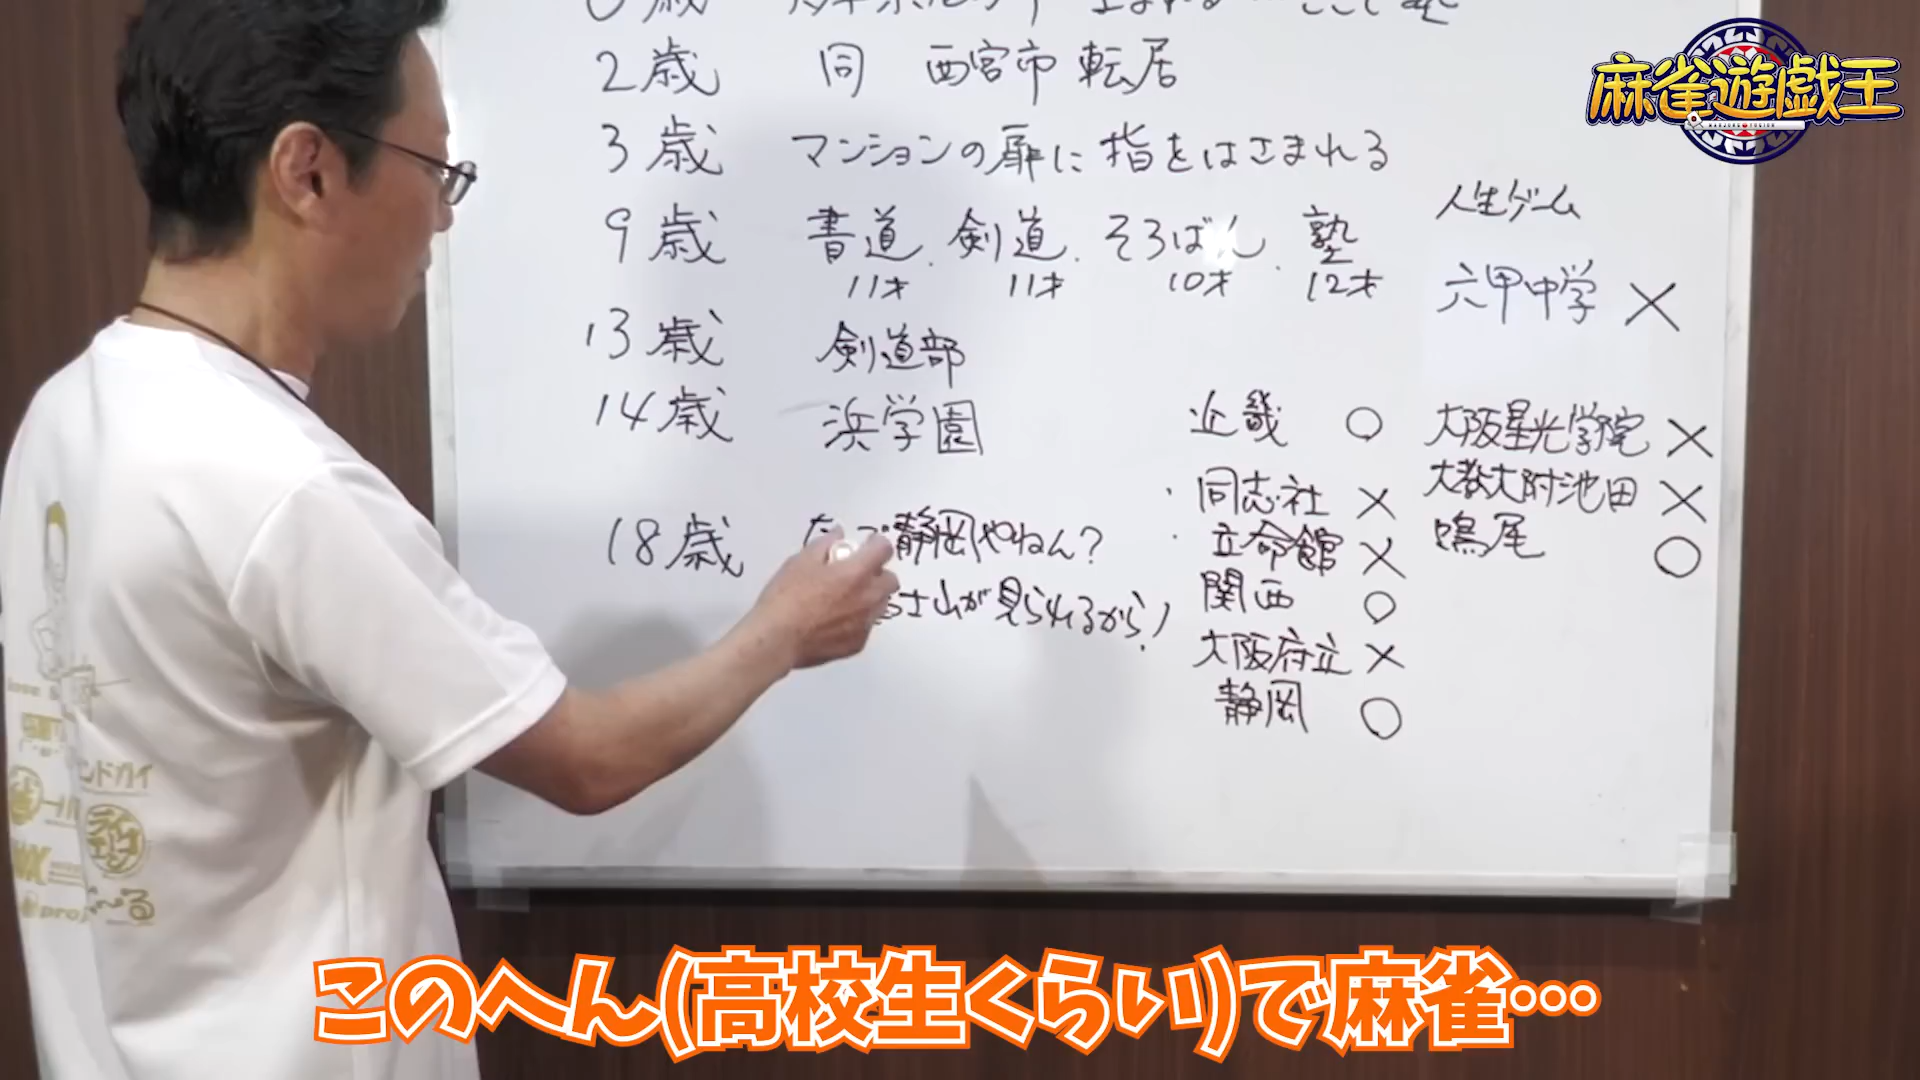 麻雀遊戯王
2歳 同 西宮市 転居
3歳 マンションの扉に指をはさまれる
9歳 書道、剣道、そろばん、塾
11才 11才 10才 12才
人生ゲーム
六甲中学 ×
13歳 剣道部
14歳 浜学園
近畿 ○
同志社 ×
立命館 ×
関西 ○
大阪府立 ×
静岡 ○
大阪星光学院 ×
大教大附池田 ×
鳴尾 ○
18歳 静岡やねん?
士山が見られるから!
このへん(高校生くらい)で麻雀…